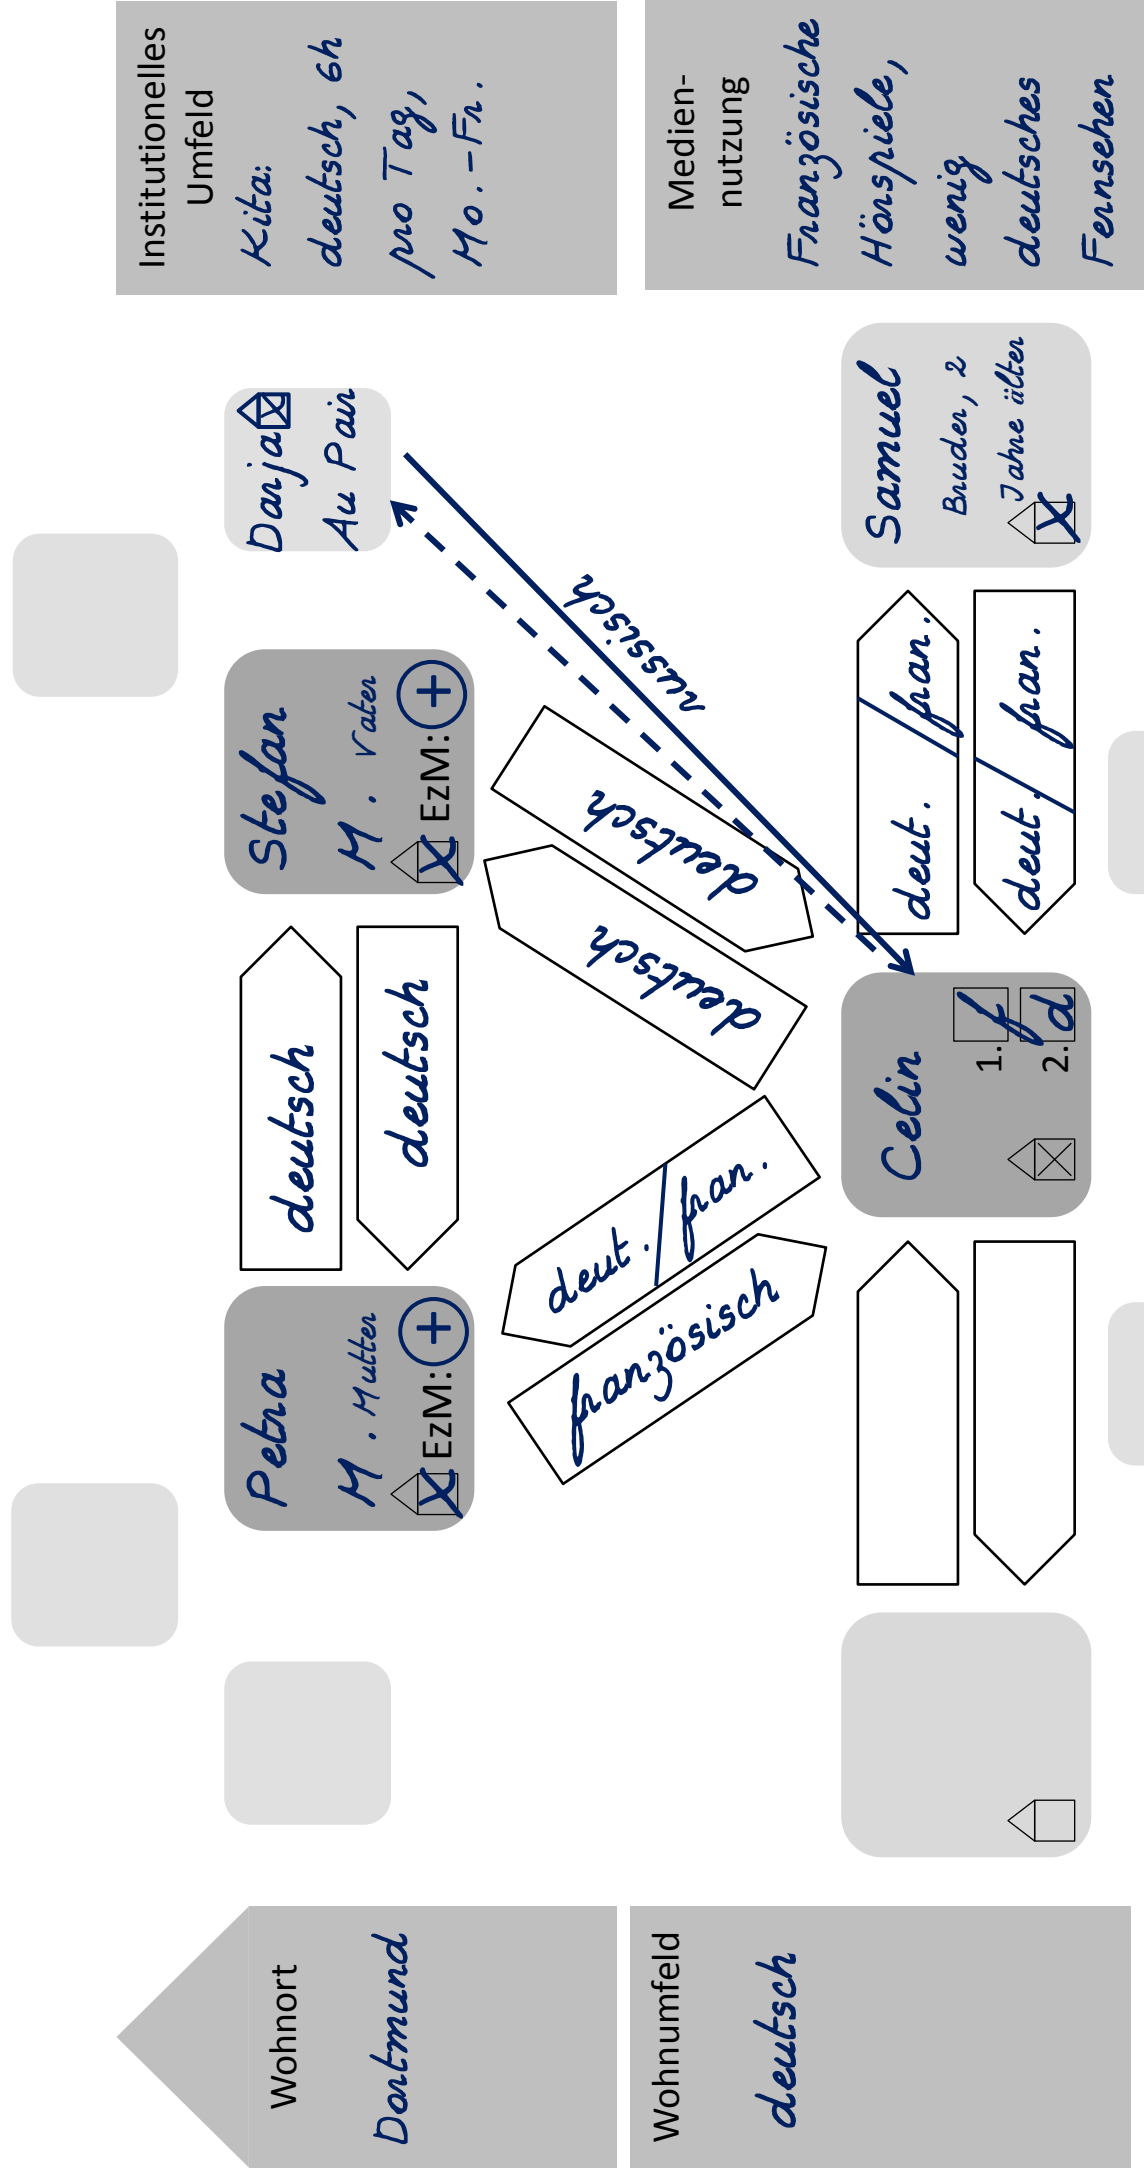 Wohnort
Dortmund
Wohnumfeld
deutsch
Petra
M. Mutter
EzM: +
deutsch
deutsch
Stefan
M. Vater
EzM: +
Darja
Au Pair
Institutionelles
Umfeld
Kita:
deutsch, 6h
pro Tag,
Mo.-Fr.
französisch
deut. / fran.
deutsch
deutsch
russisch
Celin
1. f
2. d
deut. / fran.
deut. / fran.
Samuel
Bruder, 2
Jahre älter
Medien-
nutzung
Französische
Hörspiele,
wenig
deutsches
Fernsehen